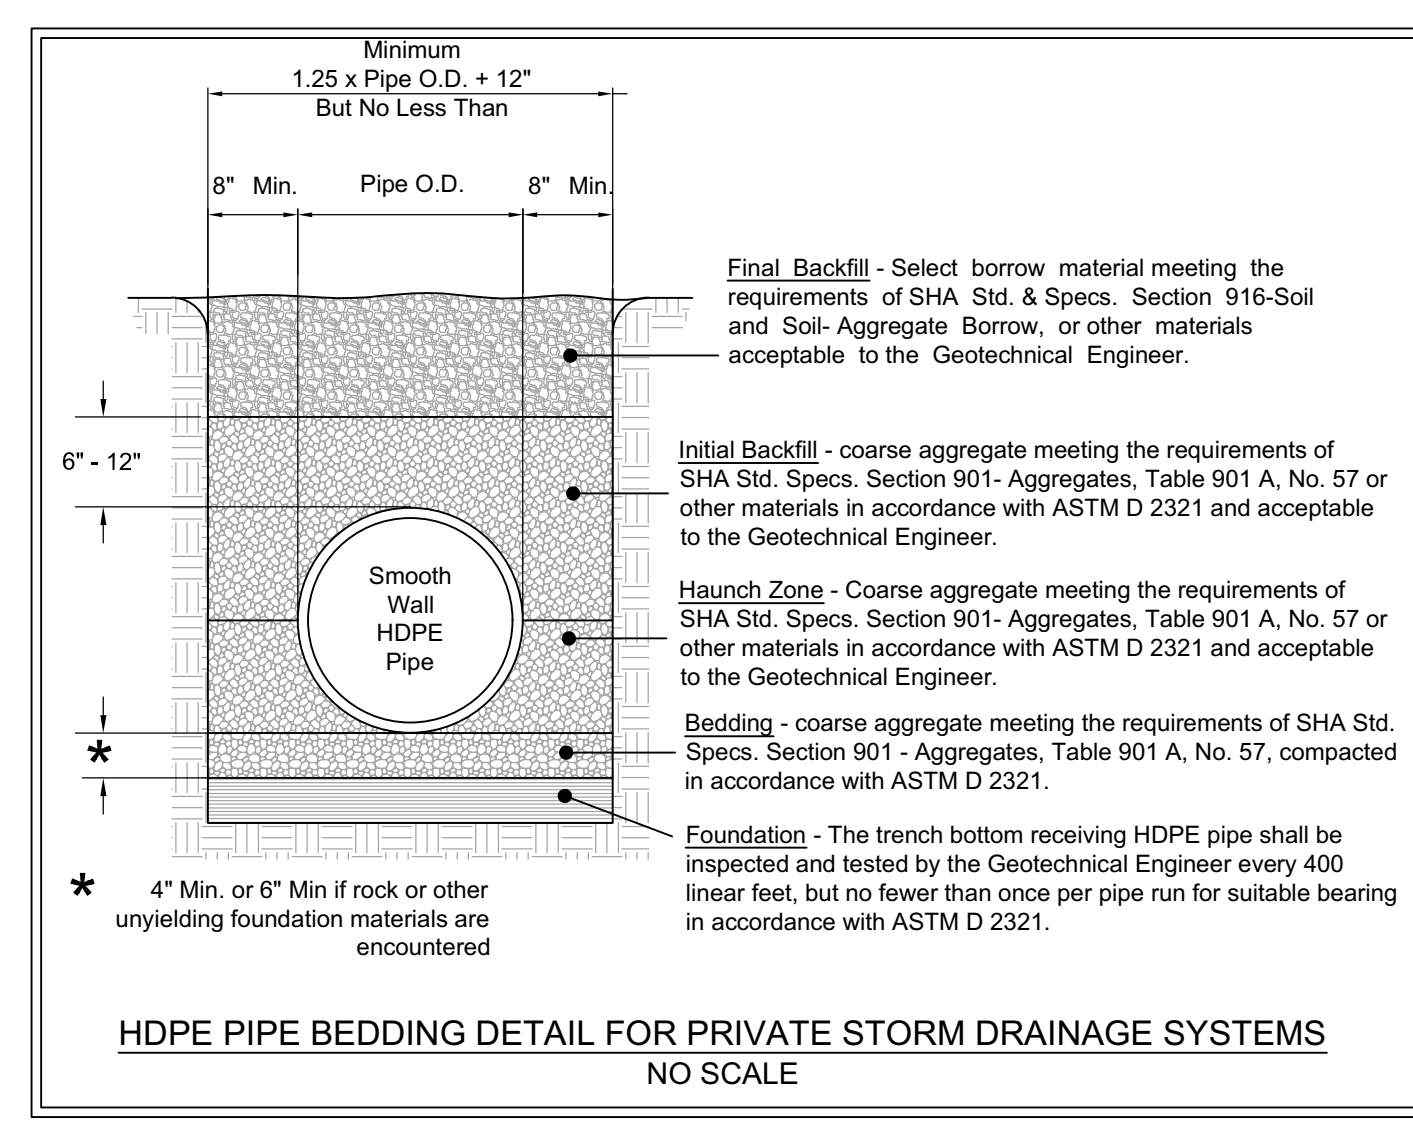 Minimum
1.25 x Pipe O.D. + 12"
But No Less Than
8" Min.
Pipe O.D.
8" Min.
Final Backfill - Select borrow material meeting the
requirements of SHA Std. & Specs. Section 916-Soil
and Soil- Aggregate Borrow, or other materials
acceptable to the Geotechnical Engineer.
6" - 12"
Initial Backfill - coarse aggregate meeting the requirements of
SHA Std. Specs. Section 901- Aggregates, Table 901 A, No. 57 or
other materials in accordance with ASTM D 2321 and acceptable
to the Geotechnical Engineer.
Smooth
Wall
HDPE
Pipe
Haunch Zone - Coarse aggregate meeting the requirements of
SHA Std. Specs. Section 901- Aggregates, Table 901 A, No. 57 or
other materials in accordance with ASTM D 2321 and acceptable
to the Geotechnical Engineer.
*
Bedding - coarse aggregate meeting the requirements of SHA Std.
Specs. Section 901 - Aggregates, Table 901 A, No. 57, compacted
in accordance with ASTM D 2321.
Foundation - The trench bottom receiving HDPE pipe shall be
inspected and tested by the Geotechnical Engineer every 400
linear feet, but no fewer than once per pipe run for suitable bearing
in accordance with ASTM D 2321.
* 4" Min. or 6" Min if rock or other
unyielding foundation materials are
encountered
HDPE PIPE BEDDING DETAIL FOR PRIVATE STORM DRAINAGE SYSTEMS
NO SCALE